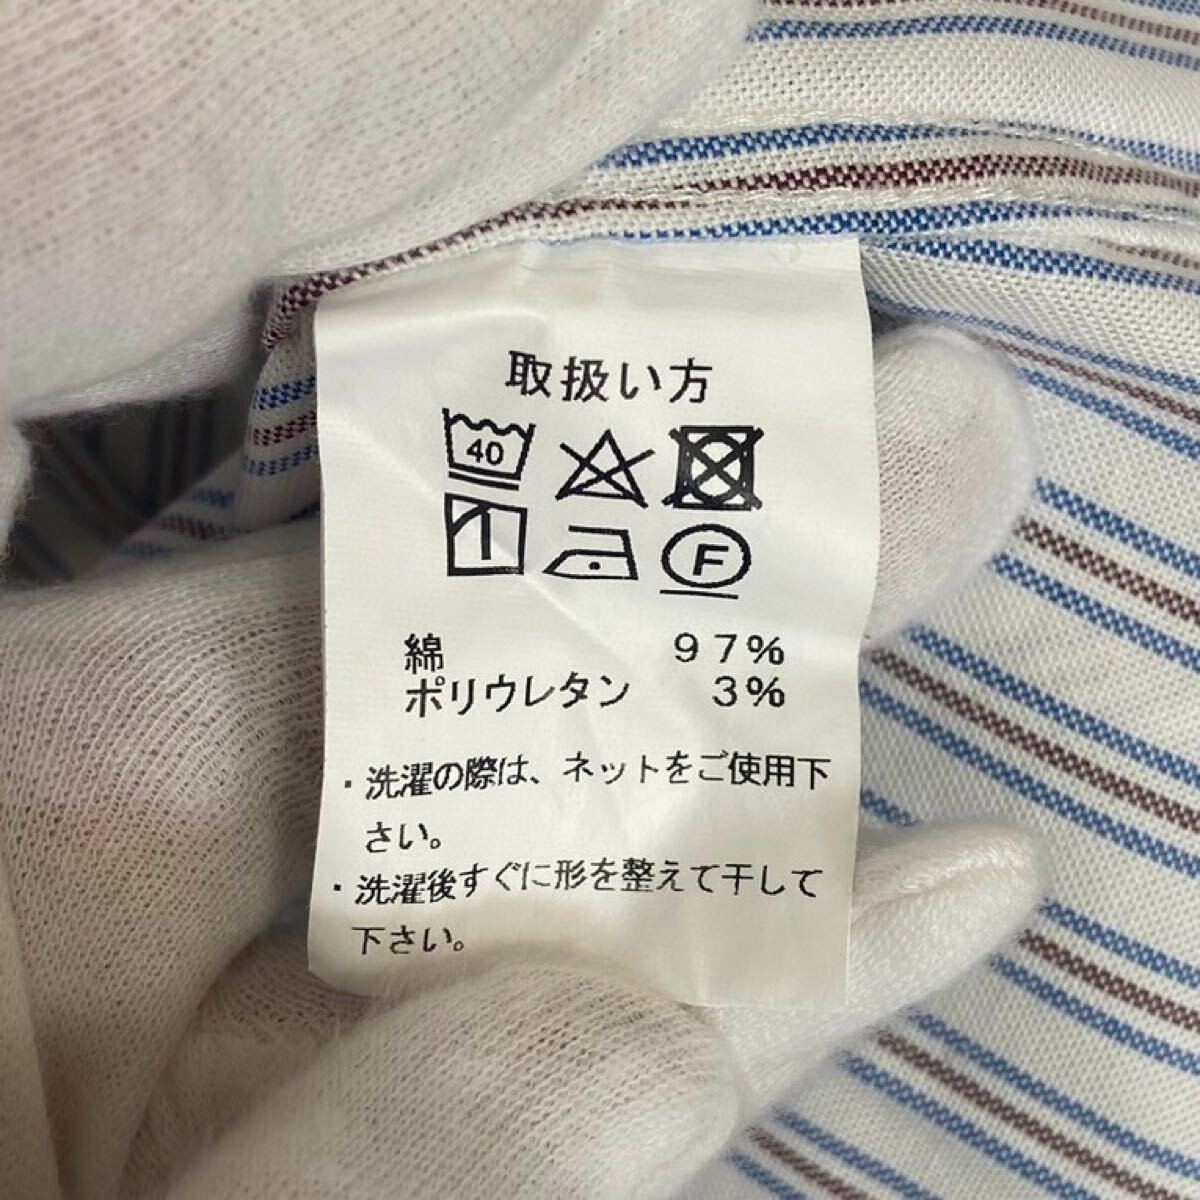 取扱い方
40
F
綿 97%
ポリウレタン 3%
・洗濯の際は、ネットをご使用下
さい。
・洗濯後すぐに形を整えて干して
下さい。